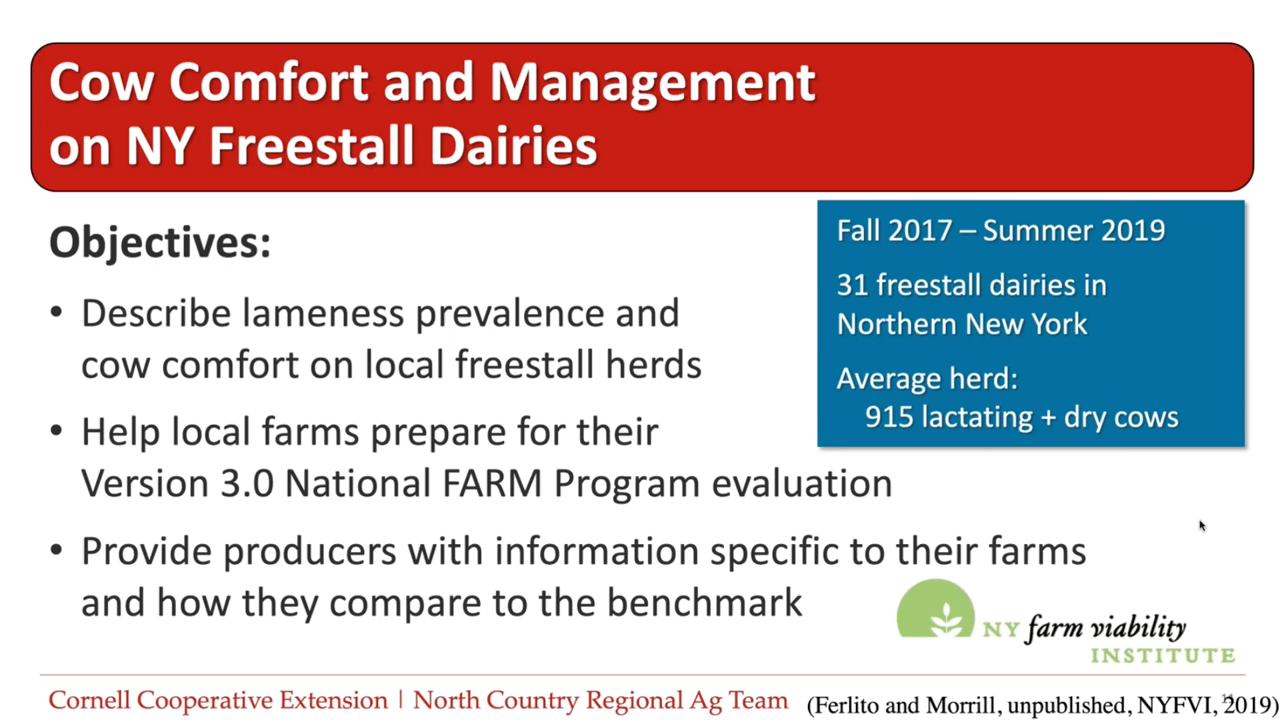 Cow Comfort and Management
on NY Freestall Dairies
Objectives:
• Describe lameness prevalence and
cow comfort on local freestall herds
• Help local farms prepare for their
Version 3.0 National FARM Program evaluation
• Provide producers with information specific to their farms
and how they compare to the benchmark
Fall 2017 – Summer 2019
31 freestall dairies in
Northern New York
Average herd:
915 lactating + dry cows
NY farm viability
INSTITUTE
Cornell Cooperative Extension | North Country Regional Ag Team
(Ferlito and Morrill, unpublished, NYFVI, 2019)